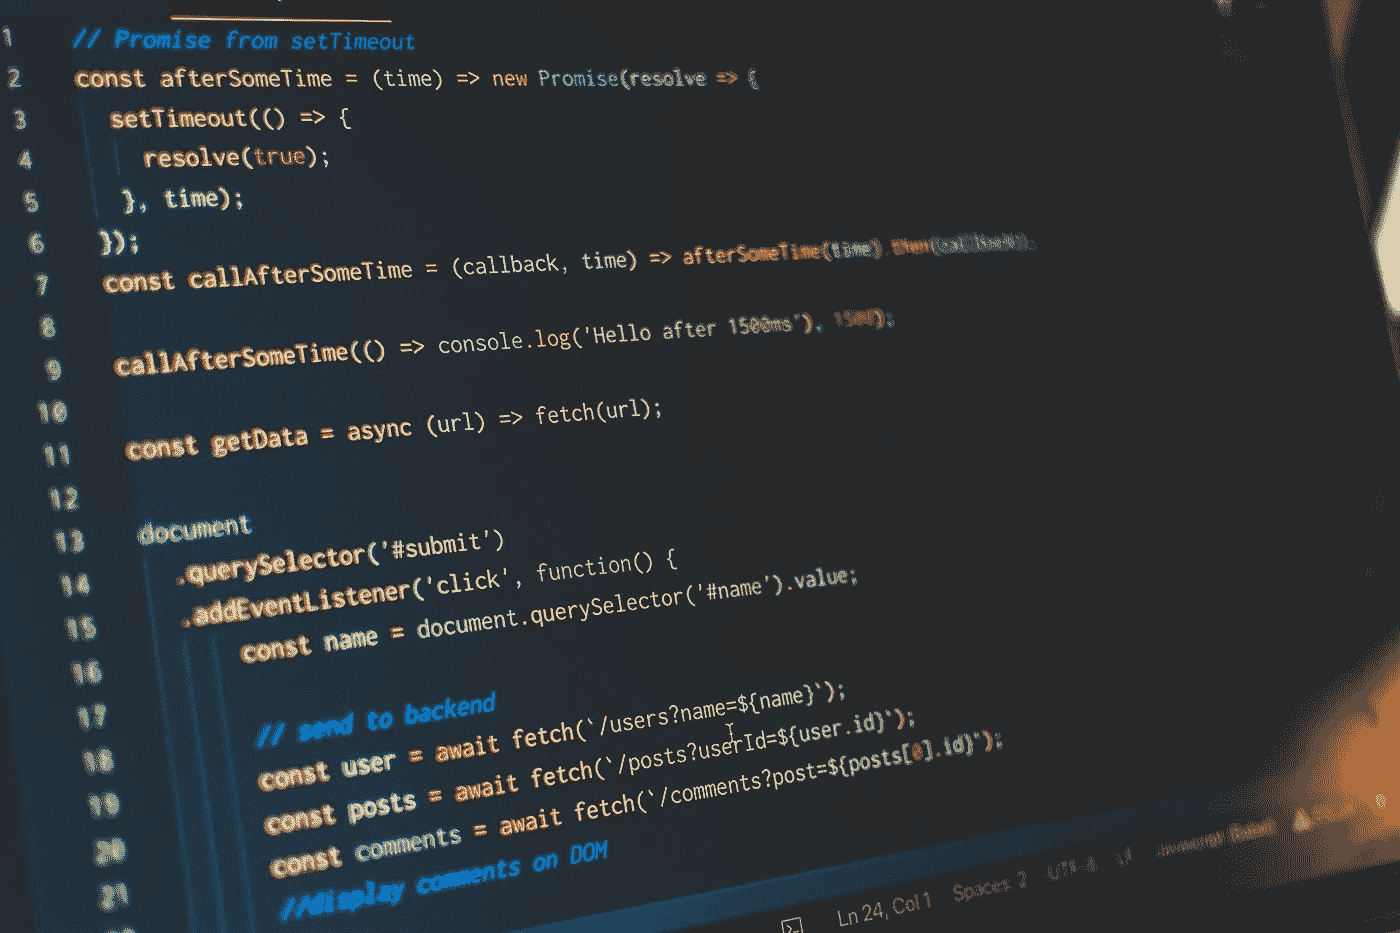 1 // Promise from setTimeout
2 const afterSomeTime = (time) => new Promise(resolve => {
3 setTimeout(() => {
4 resolve(true);
5 }, time);
6 });
7 const callAfterSomeTime = (callback, time) => afterSomeTime(time).then(callback);
8
9 callAfterSomeTime(() => console.log('Hello after 1500ms'), 1500);
10
11 const getData = async (url) => fetch(url);
12
13 document
14 .querySelector('#submit')
15 .addEventListener('click', function() {
16 const name = document.querySelector('#name').value;
17
18 // send to backend
19 const user = await fetch(`/users?name=${name}`);
20 const posts = await fetch(`/posts?userId=${user.id}`);
21 const comments = await fetch(`/comments?post=${posts[0].id}`);
//display comments on DOM
Ln 24, Col 1 Spaces: 2 UTF-8 LF